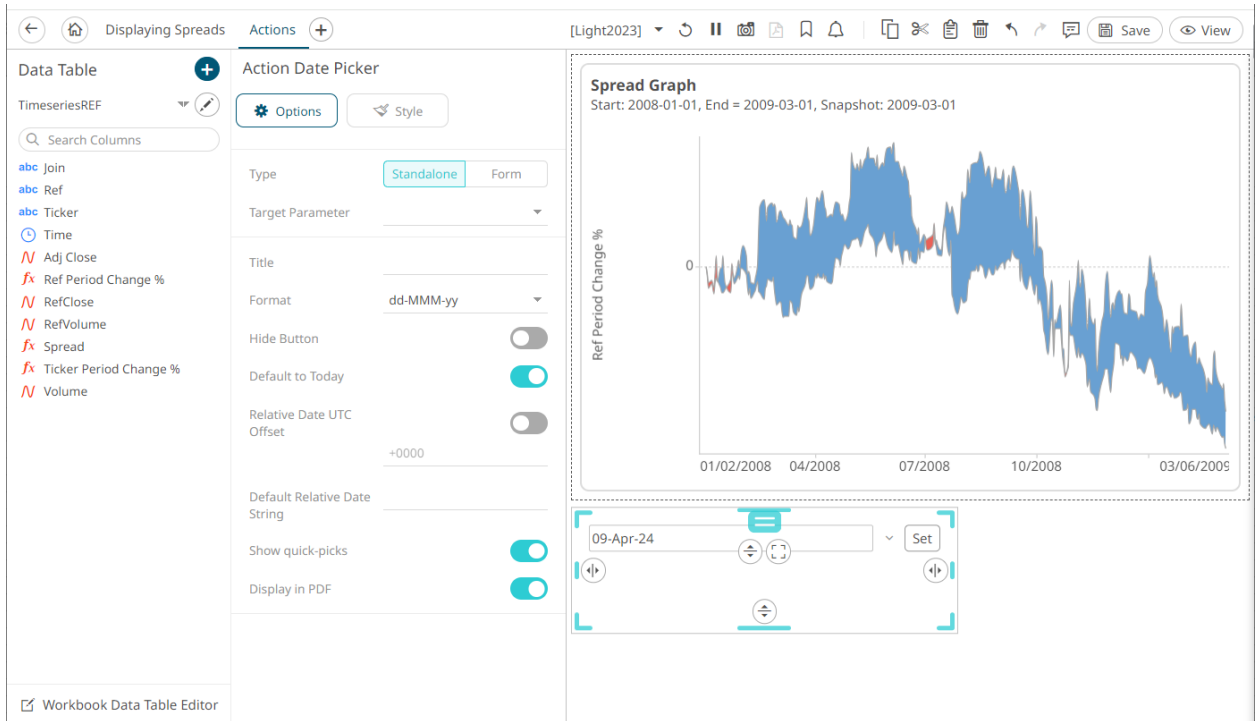 Displaying Spreads
Actions
[Light2023]
Save
View
Data Table
TimeseriesREF
Search Columns
abc Join
abc Ref
abc Ticker
Time
Adj Close
fx Ref Period Change %
RefClose
RefVolume
fx Spread
fx Ticker Period Change %
Volume
Workbook Data Table Editor
Action Date Picker
Options
Style
Type
Standalone
Form
Target Parameter
Title
Format
dd-MMM-yy
Hide Button
Default to Today
Relative Date UTC
Offset
+0000
Default Relative Date
String
Show quick-picks
Display in PDF
Spread Graph
Start: 2008-01-01, End = 2009-03-01, Snapshot: 2009-03-01
Ref Period Change %
0
01/02/2008
04/2008
07/2008
10/2008
03/06/2009
09-Apr-24
Set